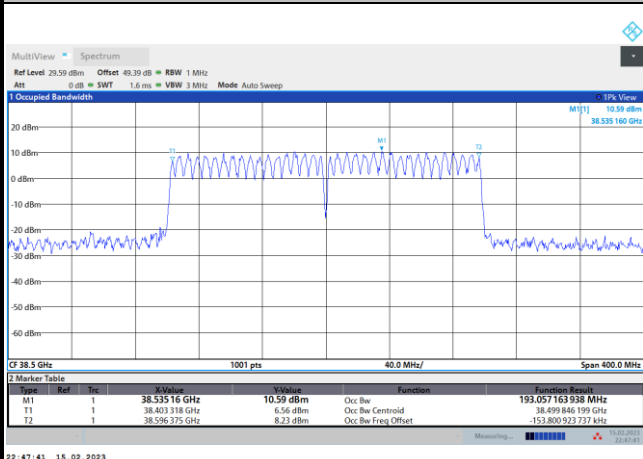 MultiView Spectrum
Ref Level 29.59 dBm Offset 49.39 dB RBW 1 MHz
Att 0 dB SWT 1.6 ms VBW 3 MHz Mode Auto Sweep
1 Occupied Bandwidth 1Pk View
M1[1] 10.59 dBm
38.535 160 GHz
20 dBm
M1
T1 T2
10 dBm
0 dBm
-10 dBm
-20 dBm
-30 dBm
-40 dBm
-50 dBm
-60 dBm
CF 38.5 GHz 1001 pts 40.0 MHz/ Span 400.0 MHz
2 Marker Table
Type Ref Trc X-Value Y-Value Function Function Result
M1 1 38.53516 GHz 10.59 dBm Occ Bw 193.057 163 938 MHz
T1 1 38.403 318 GHz 6.56 dBm Occ Bw Centroid 38.499 846 199 GHz
T2 1 38.596 375 GHz 8.23 dBm Occ Bw Freq Offset -153.800 923 737 kHz
Measuring... 15.02.2023
22:47:41
22:47:41 15.02.2023